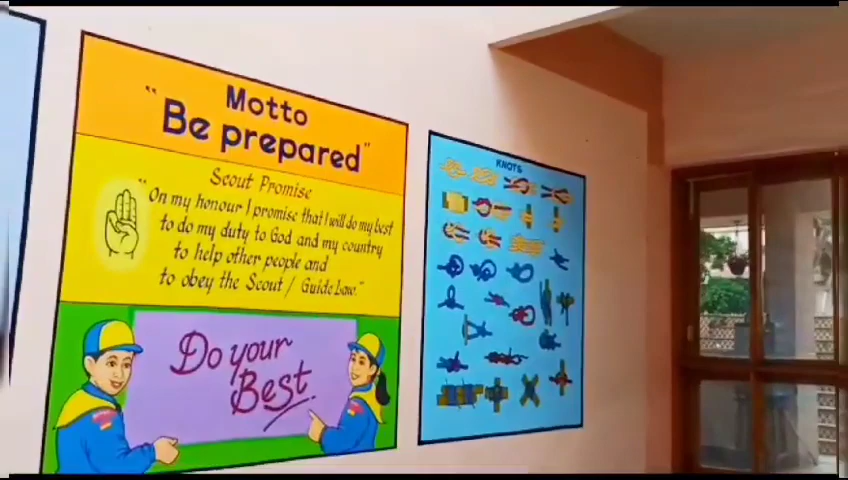 Motto
"Be prepared"
Scout Promise
"On my honour I promise that I will do my best
to do my duty to God and my country
to help other people and
to obey the Scout / Guide Law."
Do your
Best
KNOTS